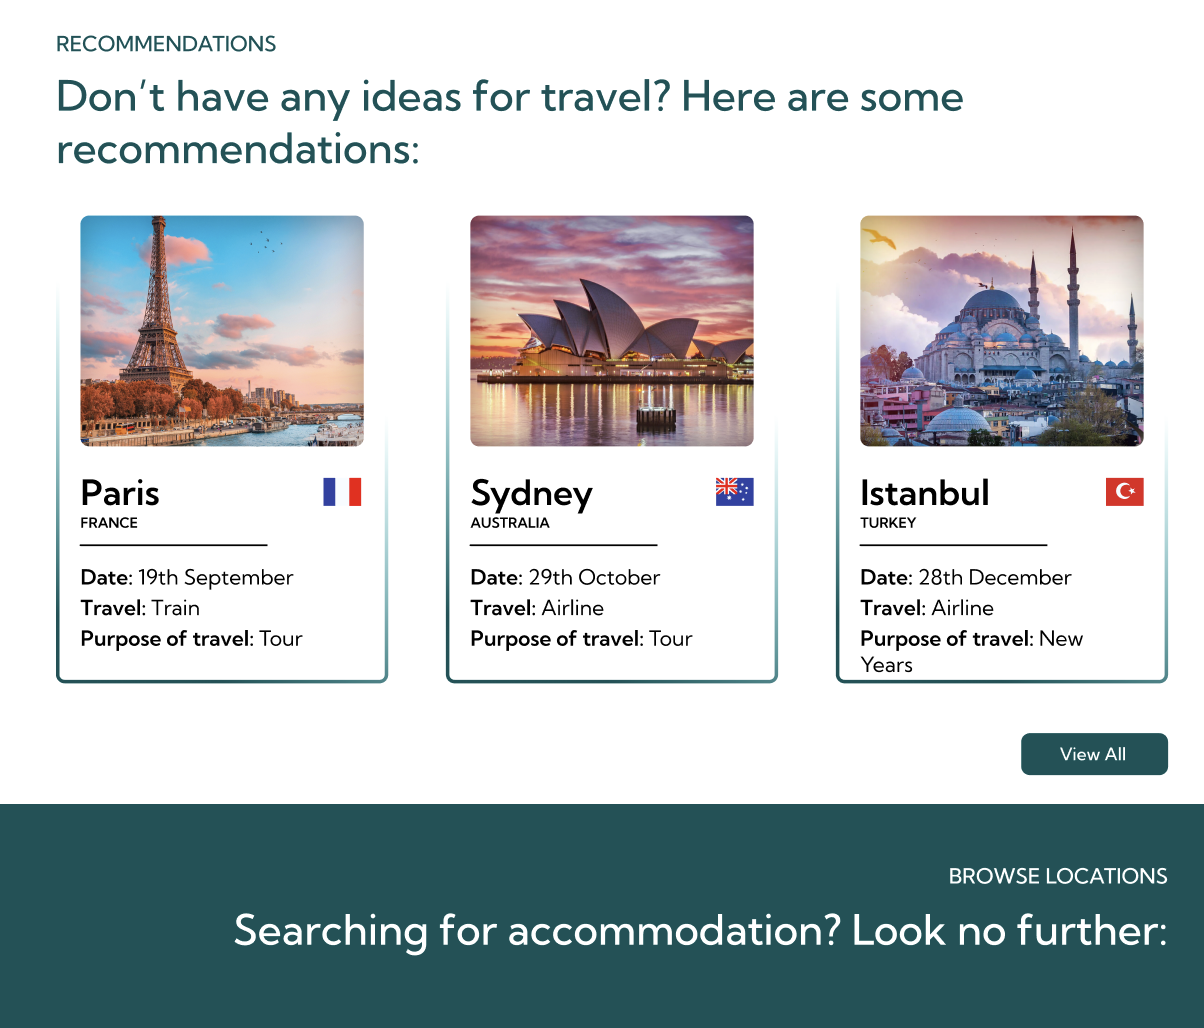 RECOMMENDATIONS
Don’t have any ideas for travel? Here are some
recommendations:
Paris
FRANCE
Date: 19th September
Travel: Train
Purpose of travel: Tour
Sydney
AUSTRALIA
Date: 29th October
Travel: Airline
Purpose of travel: Tour
Istanbul
TURKEY
Date: 28th December
Travel: Airline
Purpose of travel: New
Years
View All
BROWSE LOCATIONS
Searching for accommodation? Look no further: